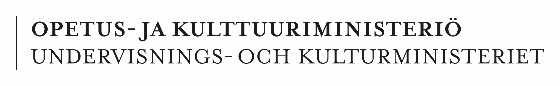 OPETUS- JA KULTTUURIMINISTERIÖ
UNDERVISNINGS- OCH KULTURMINISTERIET